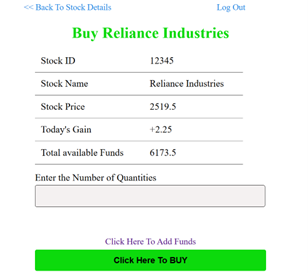 << Back To Stock Details Log Out
Buy Reliance Industries
Stock ID 12345
Stock Name Reliance Industries
Stock Price 2519.5
Today's Gain +2.25
Total available Funds 6173.5
Enter the Number of Quantities
Click Here To Add Funds
Click Here To BUY